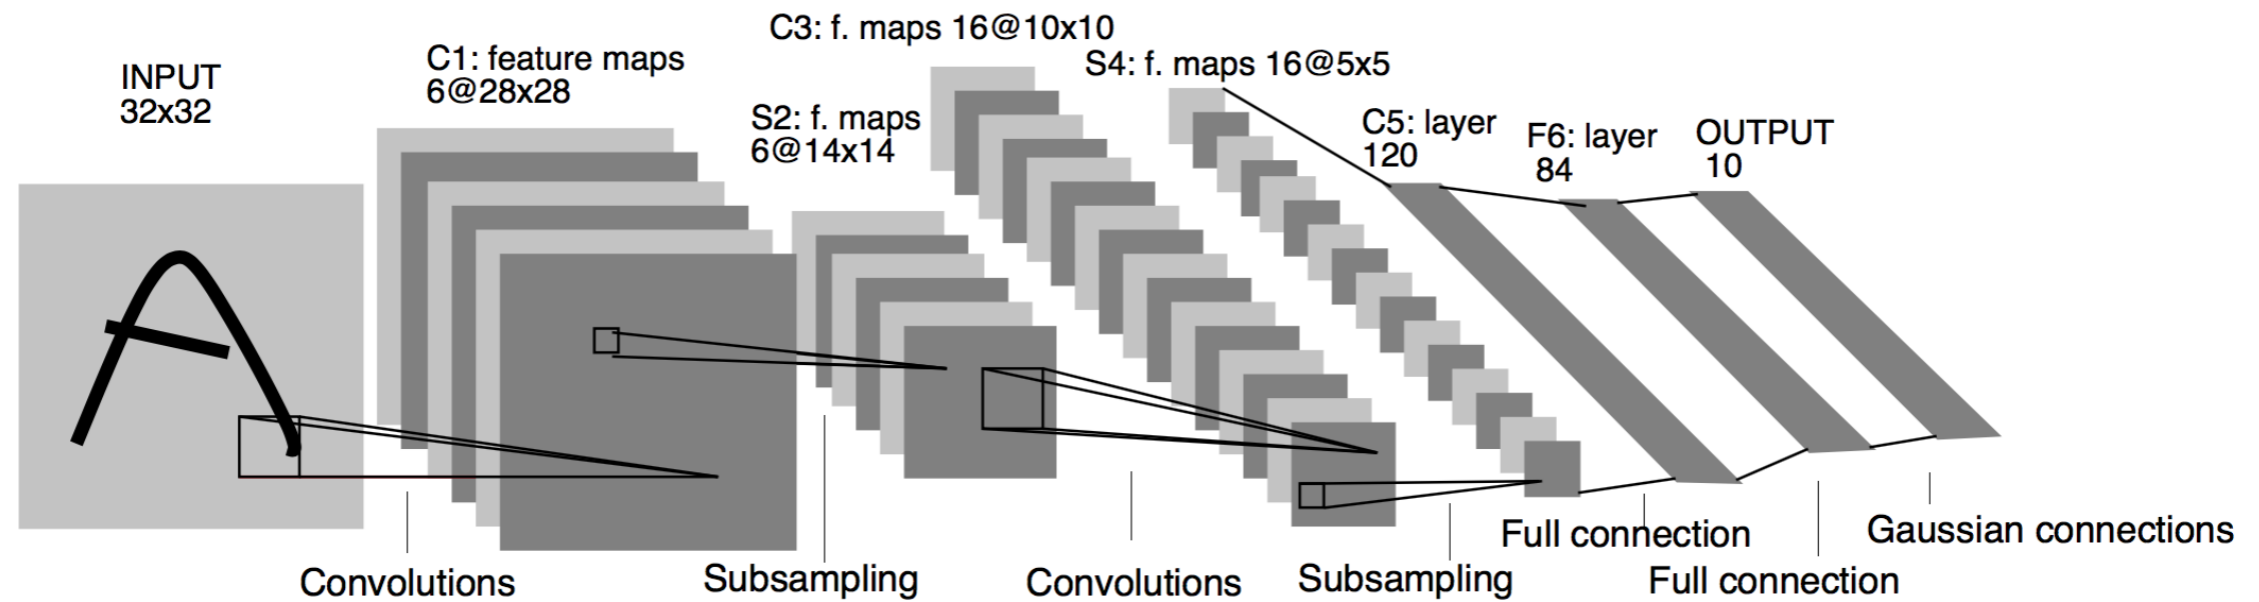 INPUT
32x32
C1: feature maps
6@28x28
S2: f. maps
6@14x14
C3: f. maps 16@10x10
S4: f. maps 16@5x5
C5: layer
120
F6: layer
84
OUTPUT
10
Convolutions
Subsampling
Convolutions
Subsampling
Full connection
Full connection
Gaussian connections